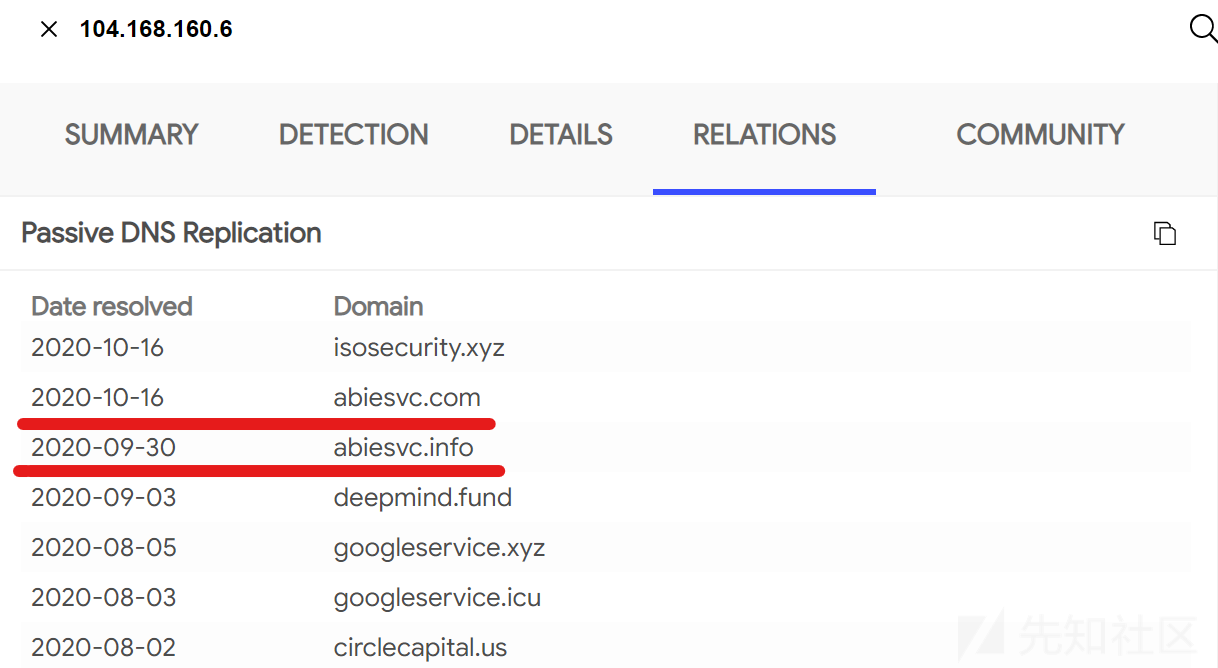 104.168.160.6
SUMMARY DETECTION DETAILS RELATIONS COMMUNITY
Passive DNS Replication
Date resolved Domain
2020-10-16 isosecurity.xyz
2020-10-16 abiesvc.com
2020-09-30 abiesvc.info
2020-09-03 deepmind.fund
2020-08-05 googleservice.xyz
2020-08-03 googleservice.icu
2020-08-02 circlecapital.us
先知社区